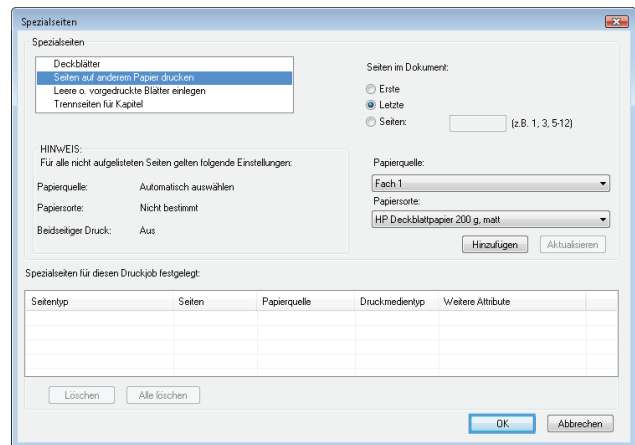 Spezialseiten
Spezialseiten
Deckblätter
Seiten auf anderem Papier drucken
Leere o. vorgedruckte Blätter einlegen
Trennseiten für Kapitel
Seiten im Dokument:
Erste
Letzte
Seiten:
(z.B. 1, 3, 5-12)
HINWEIS:
Für alle nicht aufgelisteten Seiten gelten folgende Einstellungen:
Papierquelle: Automatisch auswählen
Papiersorte: Nicht bestimmt
Beidseitiger Druck: Aus
Papierquelle:
Fach 1
Papiersorte:
HP Deckblattpapier 200 g, matt
Hinzufügen Aktualisieren
Spezialseiten für diesen Druckjob festgelegt:
Seitentyp Seiten Papierquelle Druckmedientyp Weitere Attribute
Löschen Alle löschen
OK Abbrechen